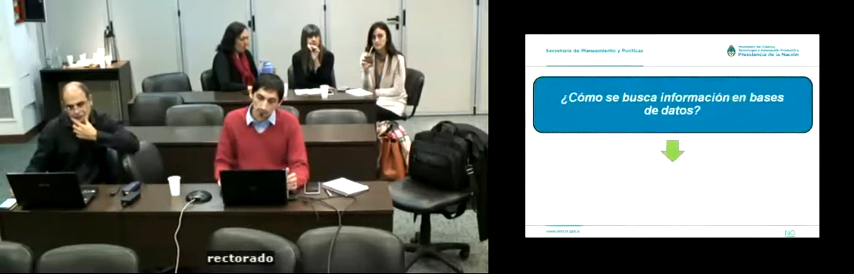 rectorado
Secretaría de Planeamiento y Políticas
Presidencia de la Nación
¿Cómo se busca información en bases
de datos?